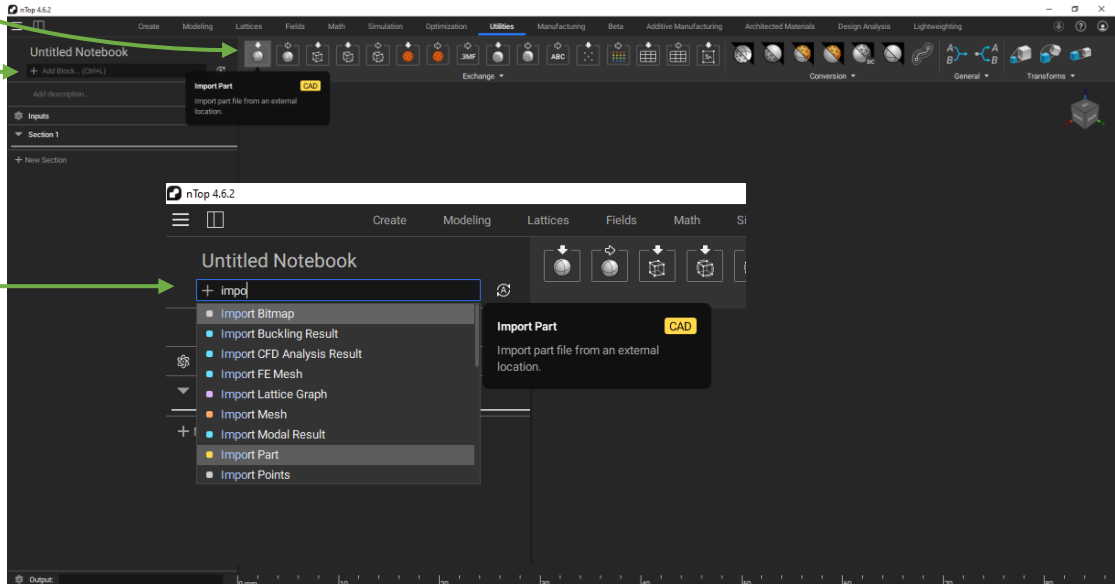 nTop 4.6.2
Create Modeling Lattices Fields Math Simulation Optimization Utilities Manufacturing Beta Additive Manufacturing Architected Materials Design Analysis Lightweighting
Untitled Notebook
+ Add Block... (Ctrl+L)
Add description..
Inputs
Section 1
+ New Section
.3MF
ABC
DC
A
B
A
B
Exchange
Conversion
General
Transforms
Import Part CAD
Import part file from an external
location.
nTop 4.6.2
Create Modeling Lattices Fields Math Si
Untitled Notebook
+ impo
A
Import Bitmap
Import Buckling Result
Import CFD Analysis Result
Import FE Mesh
Import Lattice Graph
Import Mesh
Import Modal Result
Import Part
Import Points
Import Part CAD
Import part file from an external
location.
Output: